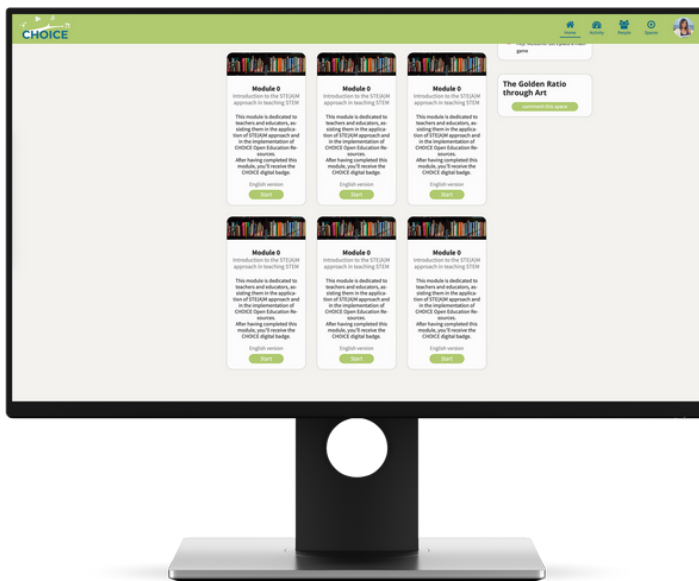 CHOICE
Home
Activity
People
Spaces
game
The Golden Ratio
through Art
comment this space
Module 0
Introduction to the STE(A)M
approach in teaching STEM
This module is dedicated to
teachers and educators, as-
sisting them in the applica-
tion of STE(A)M approach and
in the implementation of
CHOICE Open Education Re-
sources.
After having completed this
module, you'll receive the
CHOICE digital badge.
English version
Start
Module 0
Introduction to the STE(A)M
approach in teaching STEM
This module is dedicated to
teachers and educators, as-
sisting them in the applica-
tion of STE(A)M approach and
in the implementation of
CHOICE Open Education Re-
sources.
After having completed this
module, you'll receive the
CHOICE digital badge.
English version
Start
Module 0
Introduction to the STE(A)M
approach in teaching STEM
This module is dedicated to
teachers and educators, as-
sisting them in the applica-
tion of STE(A)M approach and
in the implementation of
CHOICE Open Education Re-
sources.
After having completed this
module, you'll receive the
CHOICE digital badge.
English version
Start
Module 0
Introduction to the STE(A)M
approach in teaching STEM
This module is dedicated to
teachers and educators, as-
sisting them in the applica-
tion of STE(A)M approach and
in the implementation of
CHOICE Open Education Re-
sources.
After having completed this
module, you'll receive the
CHOICE digital badge.
English version
Start
Module 0
Introduction to the STE(A)M
approach in teaching STEM
This module is dedicated to
teachers and educators, as-
sisting them in the applica-
tion of STE(A)M approach and
in the implementation of
CHOICE Open Education Re-
sources.
After having completed this
module, you'll receive the
CHOICE digital badge.
English version
Start
Module 0
Introduction to the STE(A)M
approach in teaching STEM
This module is dedicated to
teachers and educators, as-
sisting them in the applica-
tion of STE(A)M approach and
in the implementation of
CHOICE Open Education Re-
sources.
After having completed this
module, you'll receive the
CHOICE digital badge.
English version
Start